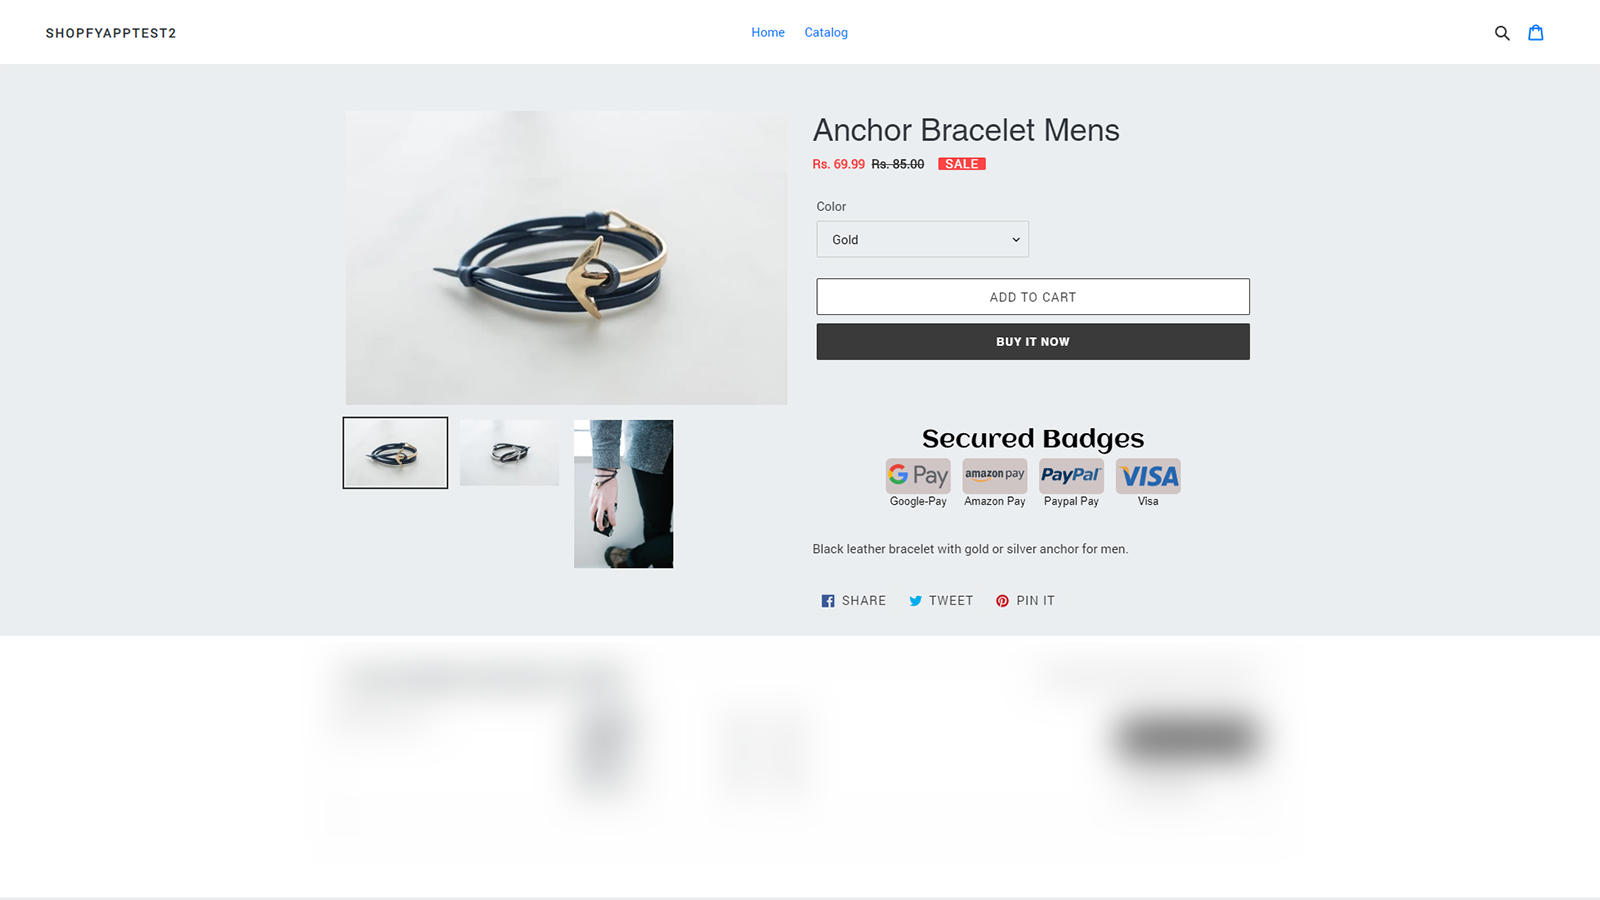 SHOPFYAPPTEST2
Home Catalog
Anchor Bracelet Mens
Rs. 69.99 Rs. 85.00 SALE
Color
Gold
ADD TO CART
BUY IT NOW
Secured Badges
G Pay amazon pay PayPal VISA
Google-Pay Amazon Pay Paypal Pay Visa
Black leather bracelet with gold or silver anchor for men.
SHARE TWEET PIN IT